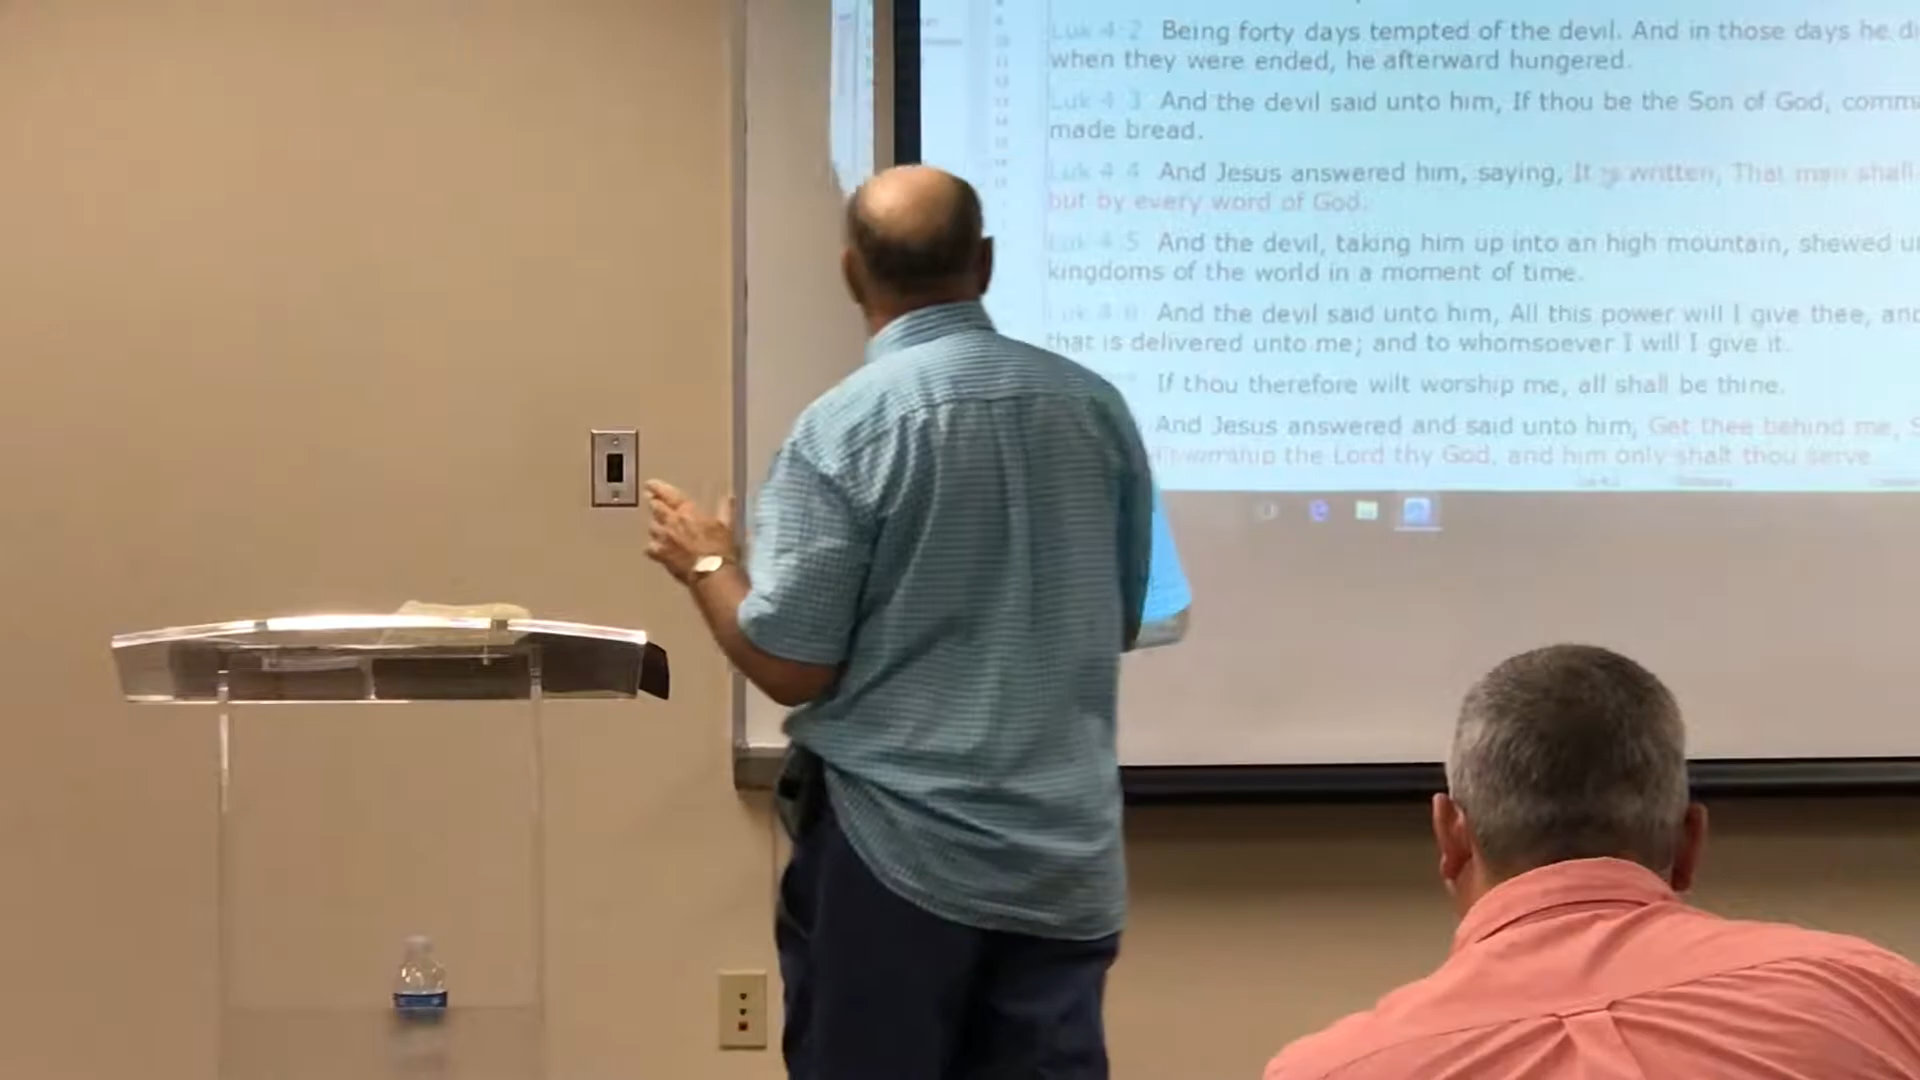 Luk 4:2 Being forty days tempted of the devil. And in those days he
when they were ended, he afterward hungered.
Luk 4:3 And the devil said unto him, If thou be the Son of God,
made bread.
Luk 4:4 And Jesus answered him, saying, It is written, That man shall
but by every word of God.
Luk 4:5 And the devil, taking him up into an high mountain, shewed
kingdoms of the world in a moment of time.
Luk 4:6 And the devil said unto him, All this power will I give thee, and
that is delivered unto me; and to whomsoever I will I give it.
If thou therefore wilt worship me, all shall be thine.
And Jesus answered and said unto him, Get thee behind me,
worship the Lord thy God, and him only shalt thou serve.